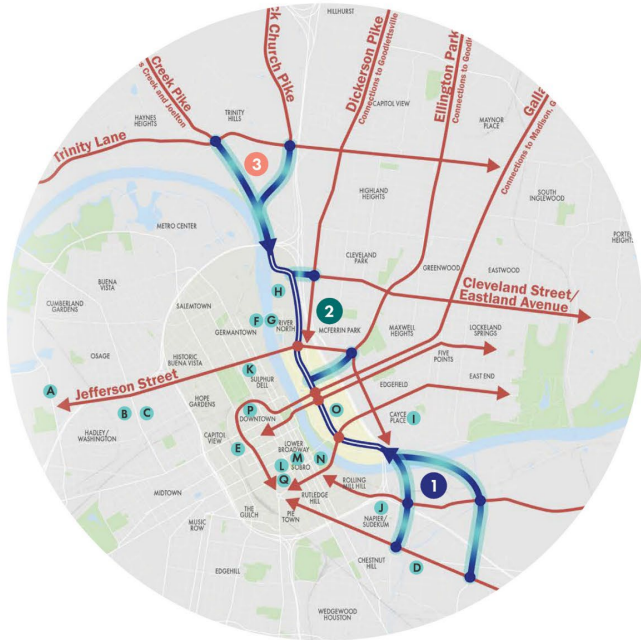 HILLHURST
Creek Pike
s Creek and Joelton
ck Church Pike
Dickerson Pike
Connections to Goodlettsville
Ellington Park
Connections to Goodl
Galla
Connections to Madison, G
CAPITOL VIEW
HAYNES
HEIGHTS
TRINITY
HILLS
MAYNOR
PLACE
Trinity Lane
3
HIGHLAND
HEIGHTS
SOUTH
INGLEWOOD
METRO CENTER
PORTE
HEIGHT
CLEVELAND
PARK
GREENWOOD
EASTWOOD
BUENA
VISTA
H
Cleveland Street/
Eastland Avenue
CUMBERLAND
GARDENS
SALEMTOWN
2
F
G
RIVER
NORTH
GERMANTOWN
MCFERRIN PARK
MAXWELL
HEIGHTS
LOCKELAND
SPRINGS
OSAGE
HISTORIC
BUENA VISTA
FIVE
POINTS
K
SULPHUR
DELL
EDGEFIELD
EAST END
A
Jefferson Street
HOPE
GARDENS
B
C
P
DOWNTOWN
O
CAYCE
PLACE
I
HADLEY/
WASHINGTON
CAPITOL
VIEW
E
LOWER
BROADWAY
M
N
L
SOBRO
Q
ROLLING
MILL HILL
1
MIDTOWN
RUTLEDGE
HILL
J
THE
GULCH
PIE
TOWN
NAPIER/
SUDEKUM
MUSIC
ROW
CHESTNUT
HILL
D
EDGEHILL
WEDGEWOOD
HOUSTON